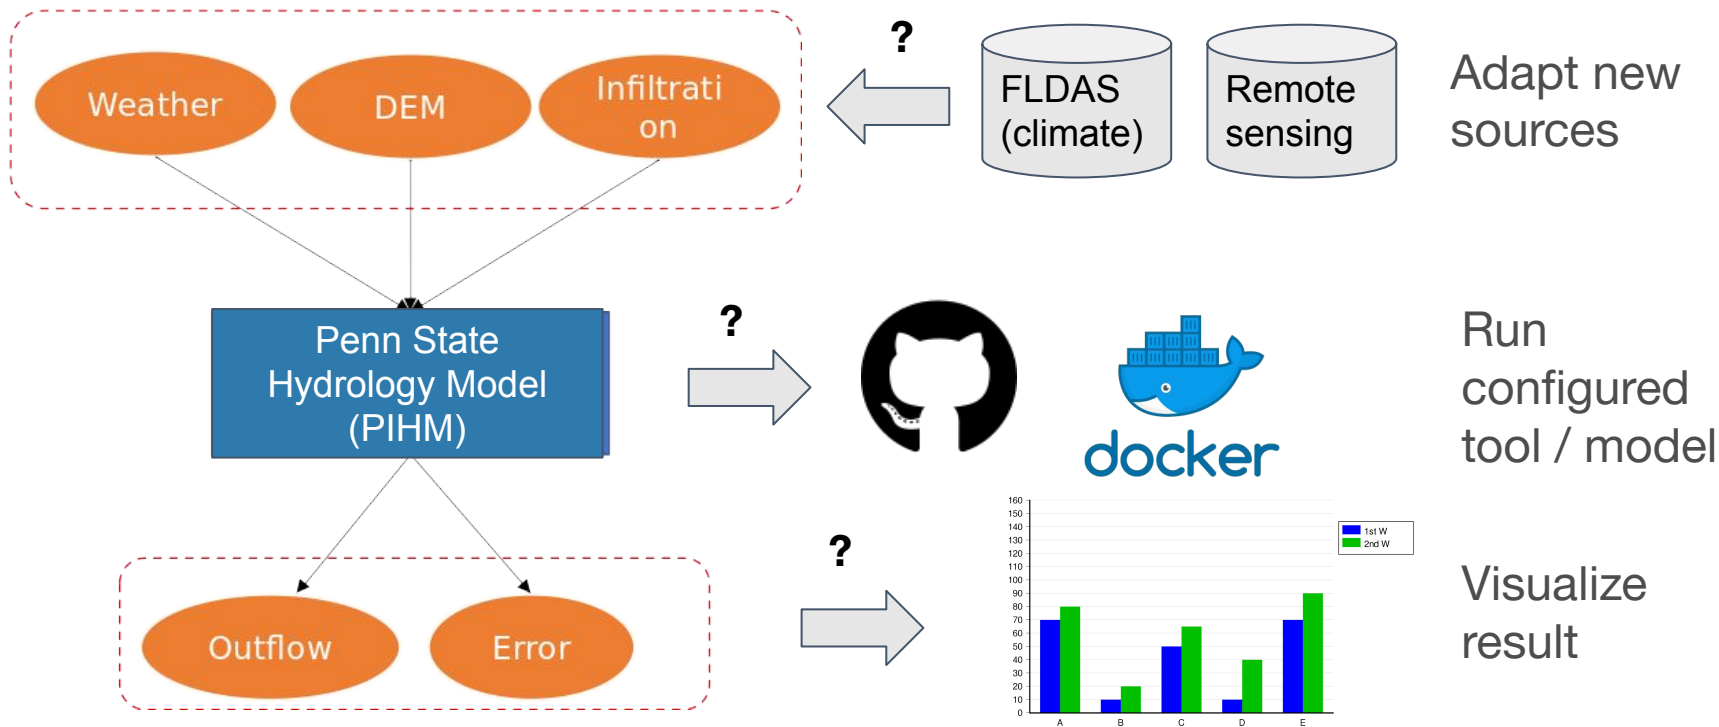 Weather
DEM
Infiltrati
on
?
FLDAS
(climate)
Remote
sensing
Adapt new
sources
Penn State
Hydrology Model
(PIHM)
?
docker
Run
configured
tool / model
Outflow
Error
?
160
150
140
130
120
110
100
90
80
70
60
50
40
30
20
10
0
A B C D E
1st W
2nd W
Visualize
result